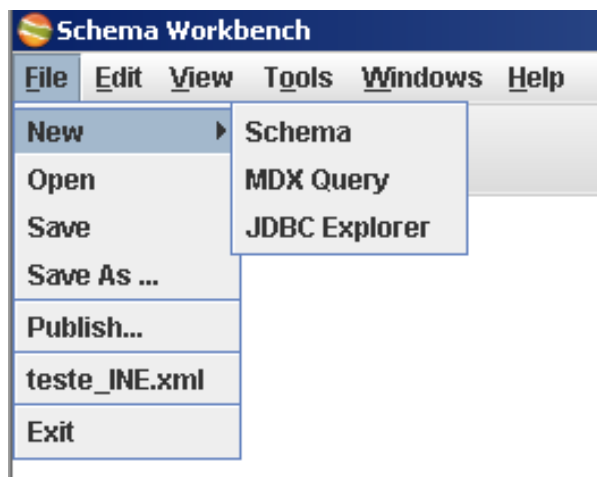 Schema Workbench
File Edit View Tools Windows Help
New Schema
Open MDX Query
Save JDBC Explorer
Save As ...
Publish...
teste_INE.xml
Exit